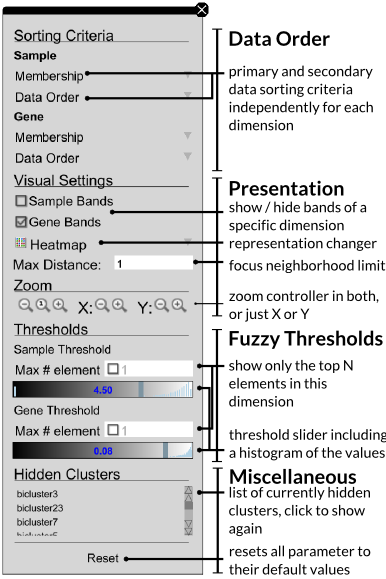 Sorting Criteria
Sample
Membership
Data Order
Gene
Membership
Data Order
Visual Settings
Sample Bands
Gene Bands
Heatmap
Max Distance: 1
Zoom
1 X: Y:
Thresholds
Sample Threshold
Max # element 1
4.50
Gene Threshold
Max # element 1
0.08
Hidden Clusters
bicluster3
bicluster23
bicluster7
Reset
Data Order
primary and secondary
data sorting criteria
independently for each
dimension
Presentation
show / hide bands of a
specific dimension
representation changer
focus neighborhood limit
zoom controller in both,
or just X or Y
Fuzzy Thresholds
show only the top N
elements in this
dimension
threshold slider including
a histogram of the values
Miscellaneous
list of currently hidden
clusters, click to show
again
resets all parameter to
their default values